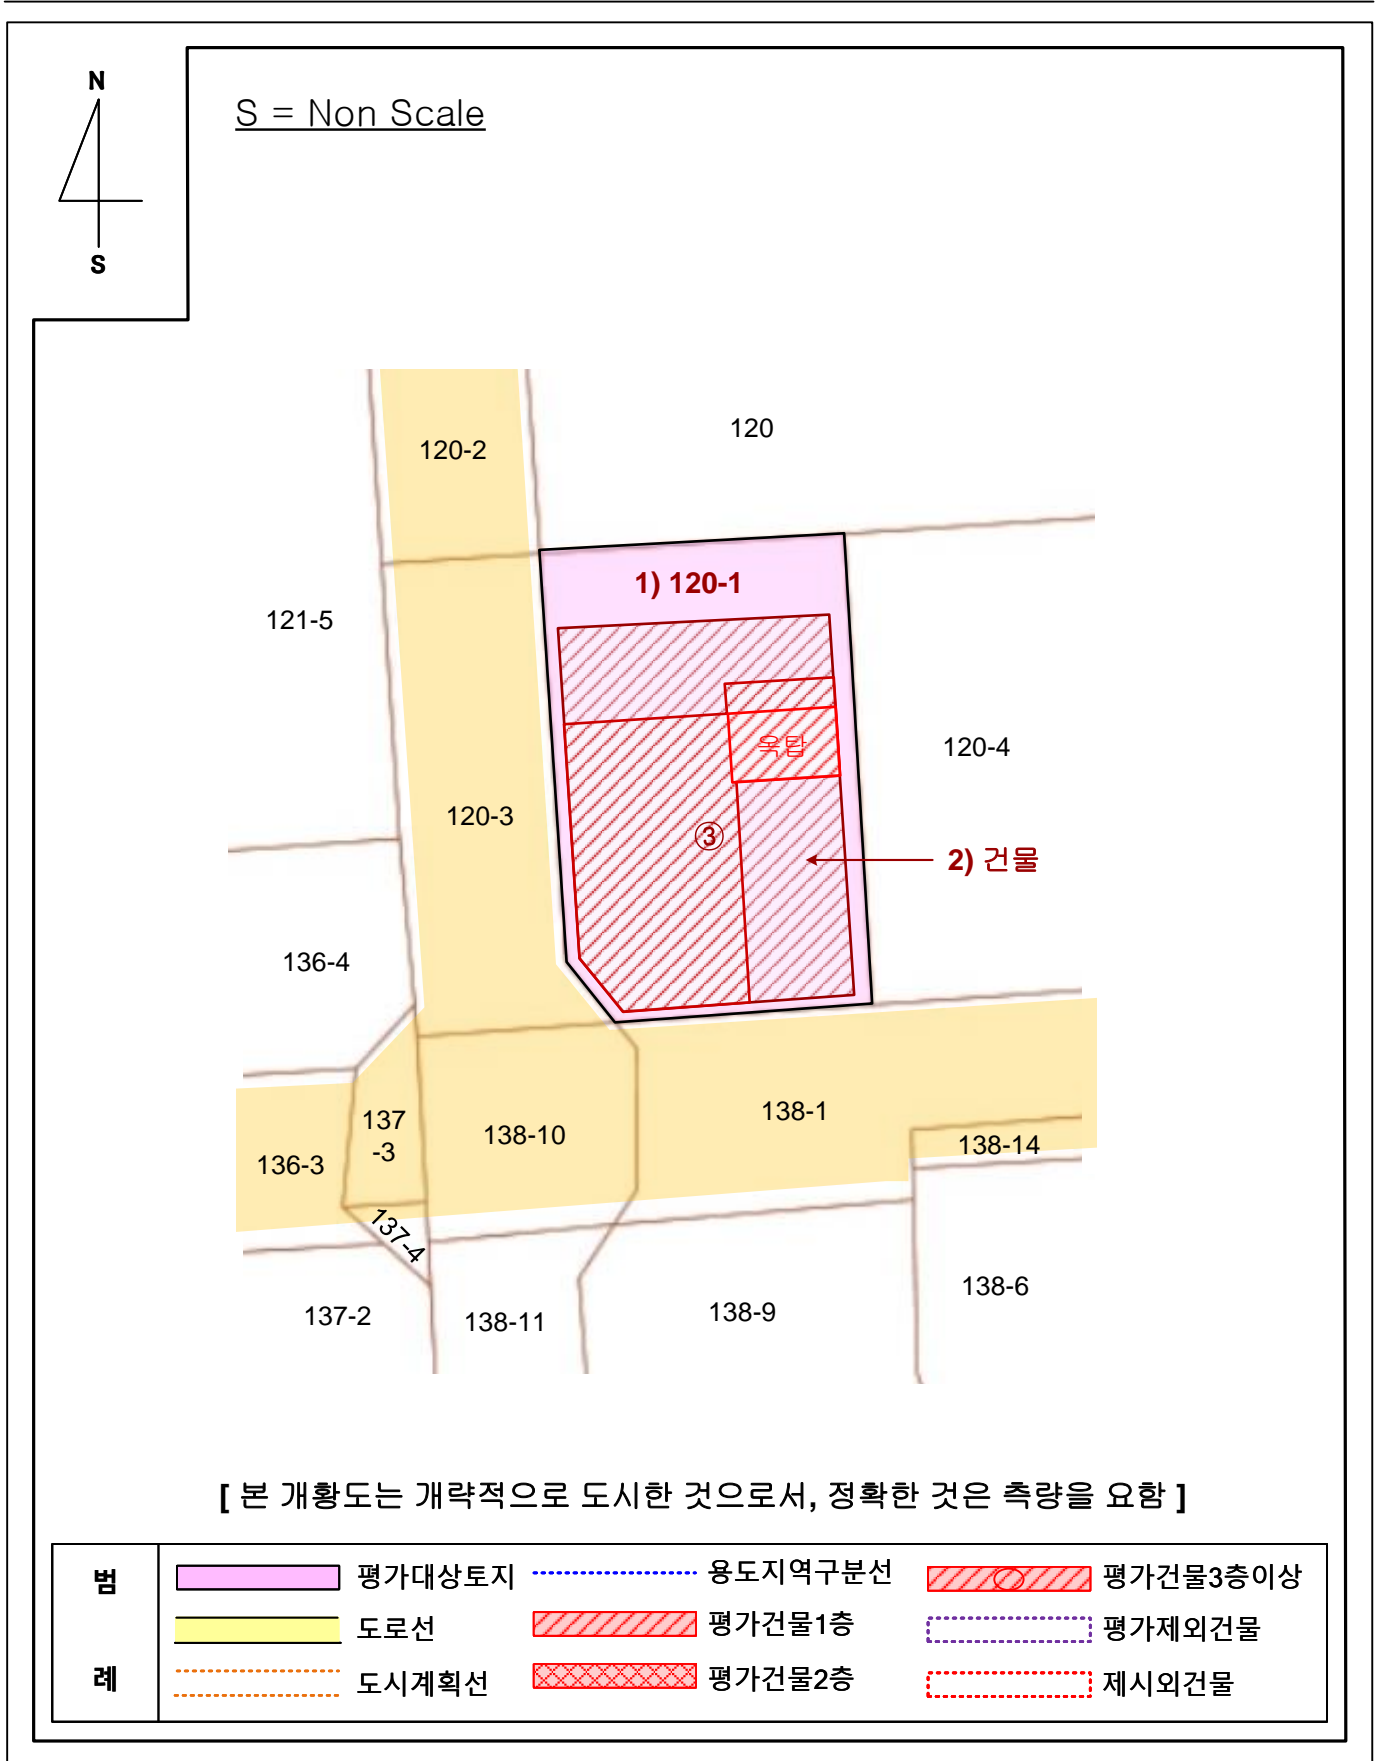 N
S = Non Scale
S
120-2
120
1) 120-1
121-5
옥탑
120-4
120-3
③
2) 건물
136-4
137
-3
138-10
138-1
138-14
136-3
137-4
137-2
138-11
138-9
138-6
[ 본 개황도는 개략적으로 도시한 것으로서, 정확한 것은 측량을 요함 ]
범
례
평가대상토지
용도지역구분선
평가건물3층이상
도로선
평가건물1층
평가제외건물
도시계획선
평가건물2층
제시외건물